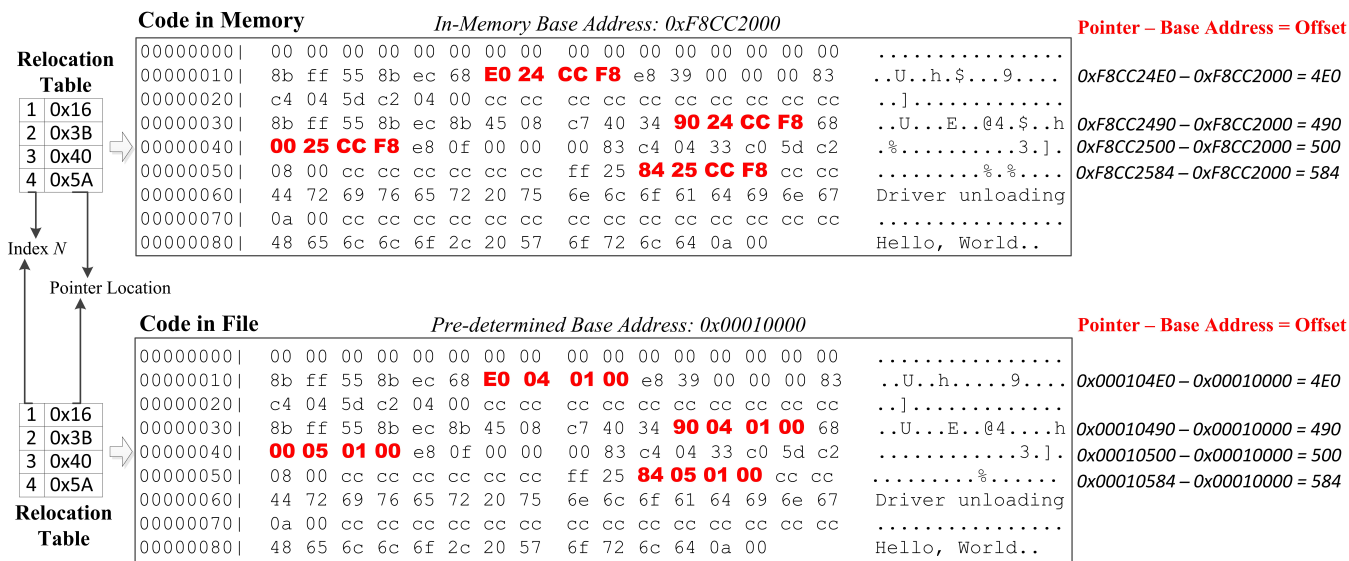 Code in Memory
In-Memory Base Address: 0xF8CC2000
Pointer – Base Address = Offset
Relocation
Table
1 0x16
2 0x3B
3 0x40
4 0x5A
00000000| 00 00 00 00 00 00 00 00 00 00 00 00 00 00 00 00 ................
00000010| 8b ff 55 8b ec 68 E0 24 CC F8 e8 39 00 00 00 83 ..U..h.$...9.... 0xF8CC24E0 – 0xF8CC2000 = 4E0
00000020| c4 04 5d c2 04 00 cc cc cc cc cc cc cc cc cc cc ..].............
00000030| 8b ff 55 8b ec 8b 45 08 c7 40 34 90 24 CC F8 68 ..U...E..@4.$..h 0xF8CC2490 – 0xF8CC2000 = 490
00000040| 00 25 CC F8 e8 0f 00 00 00 83 c4 04 33 c0 5d c2 .%..........3.]. 0xF8CC2500 – 0xF8CC2000 = 500
00000050| 08 00 cc cc cc cc cc cc ff 25 84 25 CC F8 cc cc .........%.%.... 0xF8CC2584 – 0xF8CC2000 = 584
00000060| 44 72 69 76 65 72 20 75 6e 6c 6f 61 64 69 6e 67 Driver unloading
00000070| 0a 00 cc cc cc cc cc cc cc cc cc cc cc cc cc cc ................
00000080| 48 65 6c 6c 6f 2c 20 57 6f 72 6c 64 0a 00 Hello, World..
Index N
Pointer Location
Code in File
Pre-determined Base Address: 0x00010000
Pointer – Base Address = Offset
00000000| 00 00 00 00 00 00 00 00 00 00 00 00 00 00 00 00 ................
00000010| 8b ff 55 8b ec 68 E0 04 01 00 e8 39 00 00 00 83 ..U..h.....9.... 0x000104E0 – 0x00010000 = 4E0
00000020| c4 04 5d c2 04 00 cc cc cc cc cc cc cc cc cc cc ..].............
00000030| 8b ff 55 8b ec 8b 45 08 c7 40 34 90 04 01 00 68 ..U...E..@4....h 0x00010490 – 0x00010000 = 490
00000040| 00 05 01 00 e8 0f 00 00 00 83 c4 04 33 c0 5d c2 ............3.]. 0x00010500 – 0x00010000 = 500
00000050| 08 00 cc cc cc cc cc cc ff 25 84 05 01 00 cc cc .........%...... 0x00010584 – 0x00010000 = 584
00000060| 44 72 69 76 65 72 20 75 6e 6c 6f 61 64 69 6e 67 Driver unloading
00000070| 0a 00 cc cc cc cc cc cc cc cc cc cc cc cc cc cc ................
00000080| 48 65 6c 6c 6f 2c 20 57 6f 72 6c 64 0a 00 Hello, World..
1 0x16
2 0x3B
3 0x40
4 0x5A
Relocation
Table